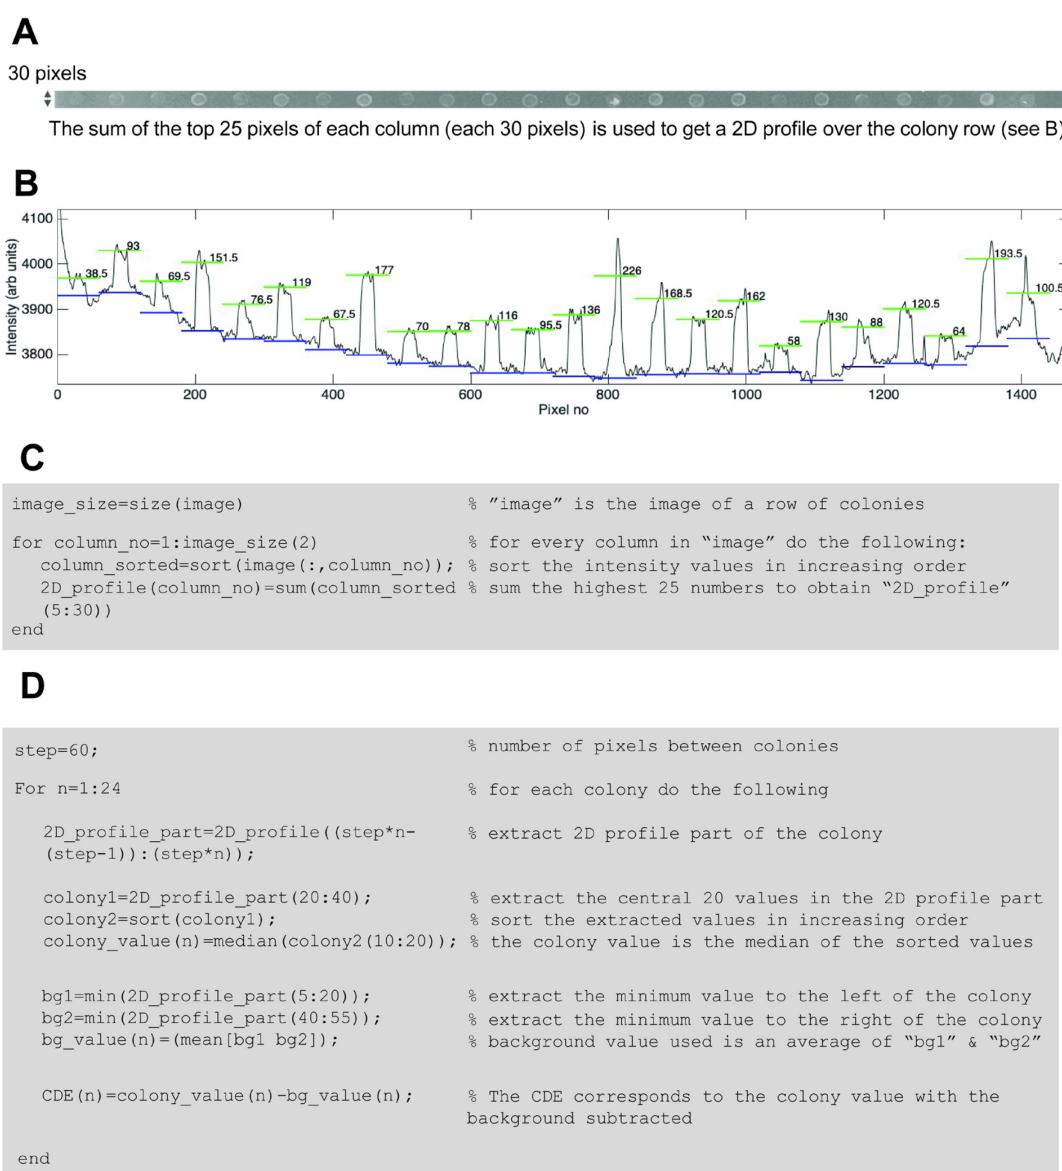 A
30 pixels
The sum of the top 25 pixels of each column (each 30 pixels) is used to get a 2D profile over the colony row (see B)
B
Intensity (arb units)
4100
4000
3900
3800
38.5
93
69.5
151.5
76.5
119
67.5
177
70
78
116
95.5
136
226
168.5
120.5
162
58
130
88
120.5
64
193.5
100.5
0 200 400 600 800 1000 1200 1400
Pixel no
C
image_size=size(image) % ”image” is the image of a row of colonies
for column_no=1:image_size(2) % for every column in “image” do the following:
column_sorted=sort(image(:,column_no)); % sort the intensity values in increasing order
2D_profile(column_no)=sum(column_sorted % sum the highest 25 numbers to obtain “2D_profile”
(5:30))
end
D
step=60; % number of pixels between colonies
For n=1:24 % for each colony do the following
2D_profile_part=2D_profile((step*n- % extract 2D profile part of the colony
(step-1)):(step*n));
colony1=2D_profile_part(20:40); % extract the central 20 values in the 2D profile part
colony2=sort(colony1); % sort the extracted values in increasing order
colony_value(n)=median(colony2(10:20)); % the colony value is the median of the sorted values
bg1=min(2D_profile_part(5:20)); % extract the minimum value to the left of the colony
bg2=min(2D_profile_part(40:55)); % extract the minimum value to the right of the colony
bg_value(n)=(mean[bg1 bg2]); % background value used is an average of “bg1” & “bg2”
CDE(n)=colony_value(n)-bg_value(n); % The CDE corresponds to the colony value with the
background subtracted
end